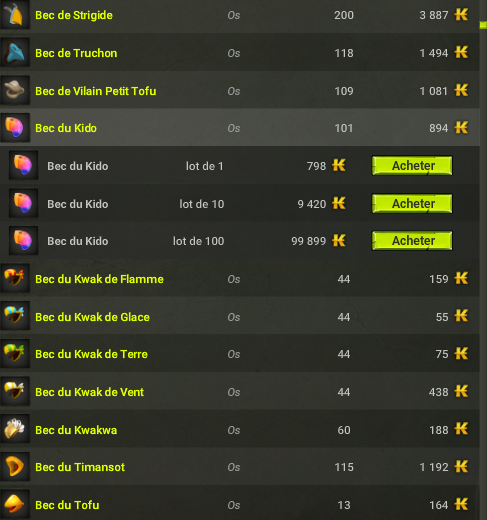 Bec de Strigide Os 200 3 887
Bec de Truchon Os 118 1 494
Bec de Vilain Petit Tofu Os 109 1 081
Bec du Kido Os 101 894
Bec du Kido lot de 1 798 Acheter
Bec du Kido lot de 10 9 420 Acheter
Bec du Kido lot de 100 99 899 Acheter
Bec du Kwak de Flamme Os 44 159
Bec du Kwak de Glace Os 44 55
Bec du Kwak de Terre Os 44 75
Bec du Kwak de Vent Os 44 438
Bec du Kwakwa Os 60 188
Bec du Timansot Os 115 1 192
Bec du Tofu Os 13 164